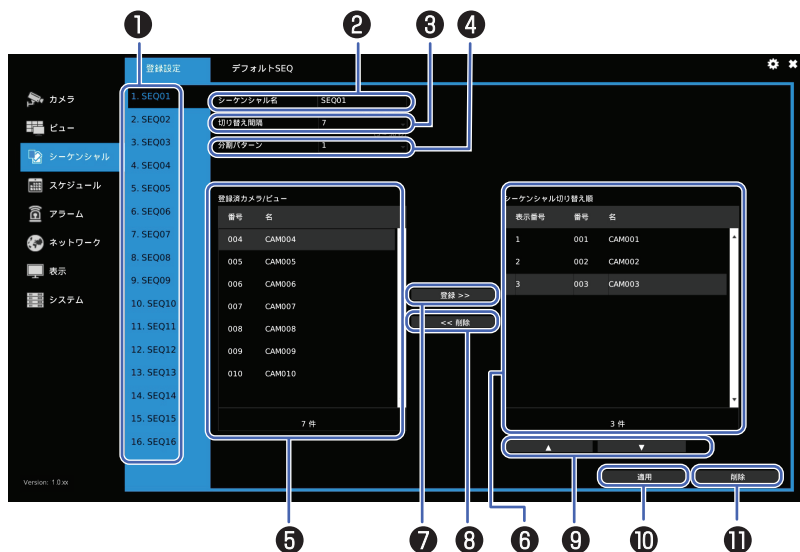 ❶ ❷ ❸ ❹
登録設定 デフォルトSEQ
カメラ
ビュー
シーケンシャル
スケジュール
アラーム
ネットワーク
表示
システム
Version: 1.0.xx
1. SEQ01
2. SEQ02
3. SEQ03
4. SEQ04
5. SEQ05
6. SEQ06
7. SEQ07
8. SEQ08
9. SEQ09
10. SEQ10
11. SEQ11
12. SEQ12
13. SEQ13
14. SEQ14
15. SEQ15
16. SEQ16
シーケンシャル名 SEQ01
切り替え間隔 7
分割パターン 1
登録済カメラ/ビュー
番号 名
004 CAM004
005 CAM005
006 CAM006
007 CAM007
008 CAM008
009 CAM009
010 CAM010
7 件
登録 >>
<< 削除
シーケンシャル切り替え順
表示番号 番号 名
1 001 CAM001
2 002 CAM002
3 003 CAM003
3 件
▲ ▼
適用 削除
❺ ❼ ❽ ❻ ❾ ❿ ⓫